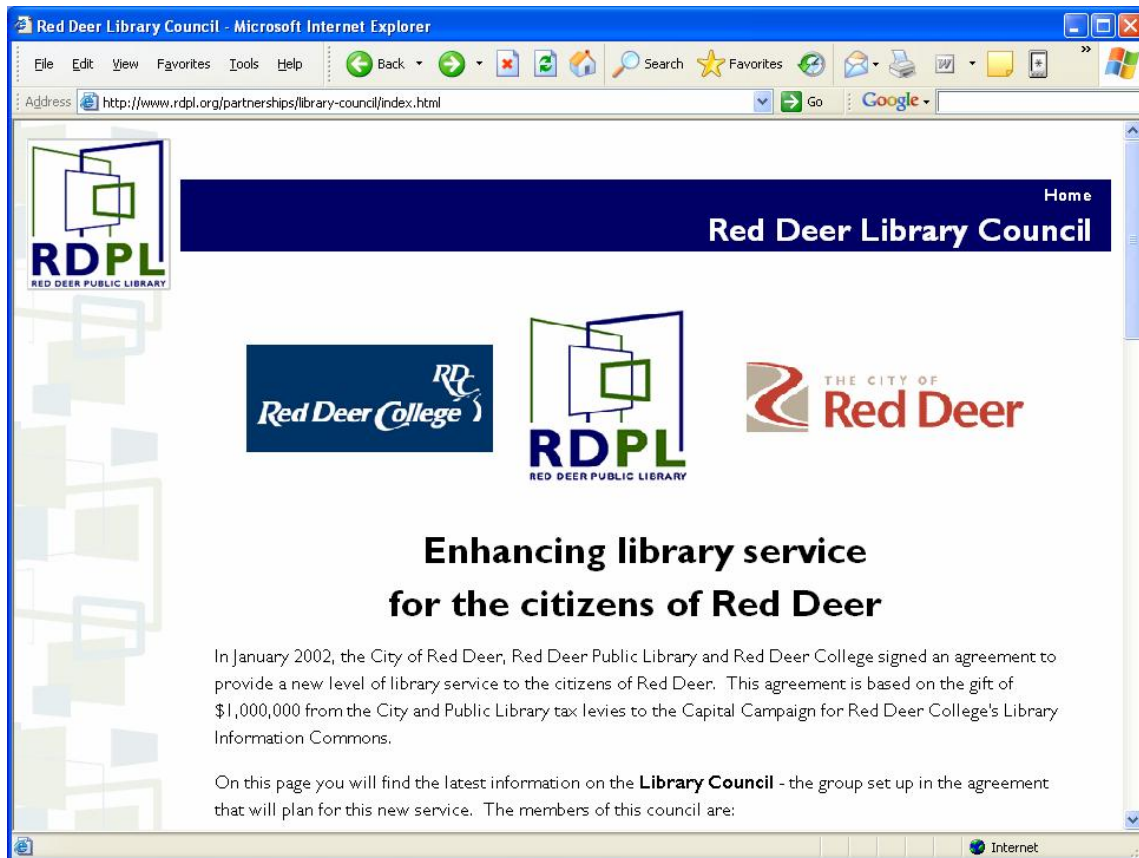 Red Deer Library Council - Microsoft Internet Explorer
File Edit View Favorites Tools Help Back Search Favorites »
Address http://www.rdpl.org/partnerships/library-council/index.html Go Google
RDPL
RED DEER PUBLIC LIBRARY
Home
Red Deer Library Council
RDC
Red Deer College
RDPL
RED DEER PUBLIC LIBRARY
THE CITY OF
Red Deer
Enhancing library service
for the citizens of Red Deer
In January 2002, the City of Red Deer, Red Deer Public Library and Red Deer College signed an agreement to
provide a new level of library service to the citizens of Red Deer. This agreement is based on the gift of
$1,000,000 from the City and Public Library tax levies to the Capital Campaign for Red Deer College's Library
Information Commons.
On this page you will find the latest information on the Library Council - the group set up in the agreement
that will plan for this new service. The members of this council are:
Internet